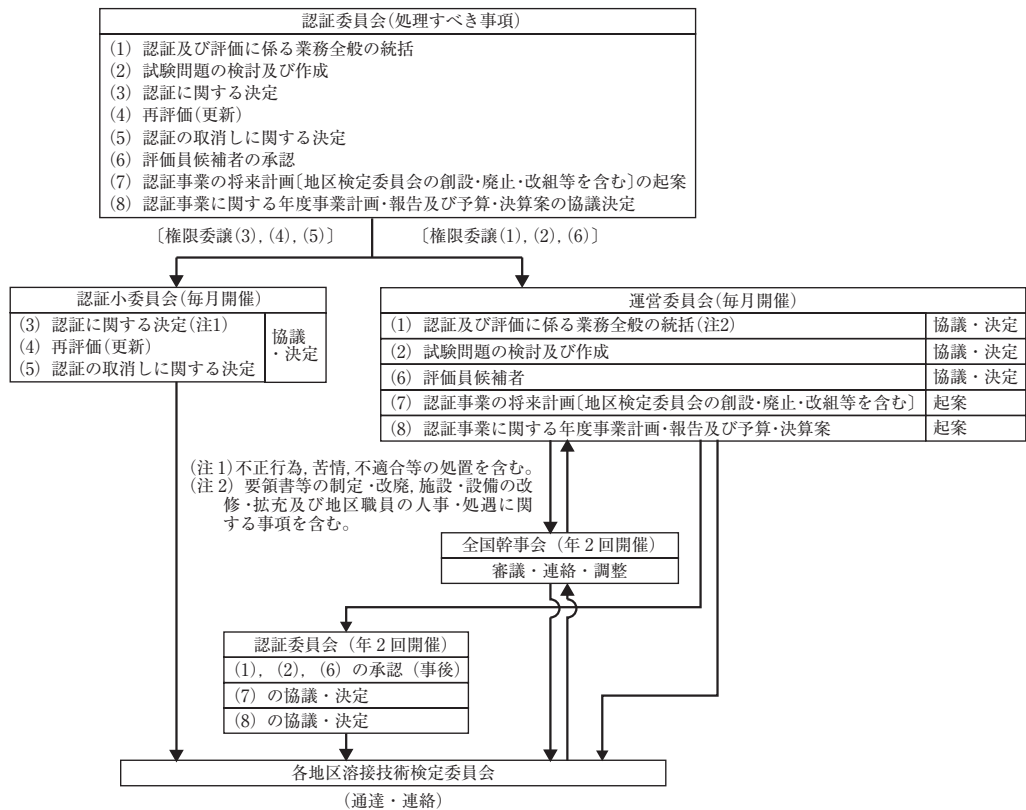 認証委員会(処理すべき事項)
(1) 認証及び評価に係る業務全般の統括
(2) 試験問題の検討及び作成
(3) 認証に関する決定
(4) 再評価(更新)
(5) 認証の取消しに関する決定
(6) 評価員候補者の承認
(7) 認証事業の将来計画〔地区検定委員会の創設・廃止・改組等を含む〕の起案
(8) 認証事業に関する年度事業計画・報告及び予算・決算案の協議決定
〔権限委譲(3), (4), (5)〕
〔権限委譲(1), (2), (6)〕
認証小委員会(毎月開催)
(3) 認証に関する決定(注1)
(4) 再評価(更新)
(5) 認証の取消しに関する決定
協議
・決定
運営委員会(毎月開催)
(1) 認証及び評価に係る業務全般の統括(注2) 協議・決定
(2) 試験問題の検討及び作成 協議・決定
(6) 評価員候補者 協議・決定
(7) 認証事業の将来計画[地区検定委員会の創設・廃止・改組等を含む] 起案
(8) 認証事業に関する年度事業計画・報告及び予算・決算案 起案
(注1)不正行為, 苦情, 不適合等の処置を含む。
(注2) 要領書等の制定・改廃, 施設・設備の改
修・拡充及び地区職員の人事・処遇に関
する事項を含む。
全国幹事会 (年2回開催)
審議・連絡・調整
認証委員会 (年2回開催)
(1), (2), (6) の承認 (事後)
(7) の協議・決定
(8) の協議・決定
各地区溶接技術検定委員会
(通達・連絡)